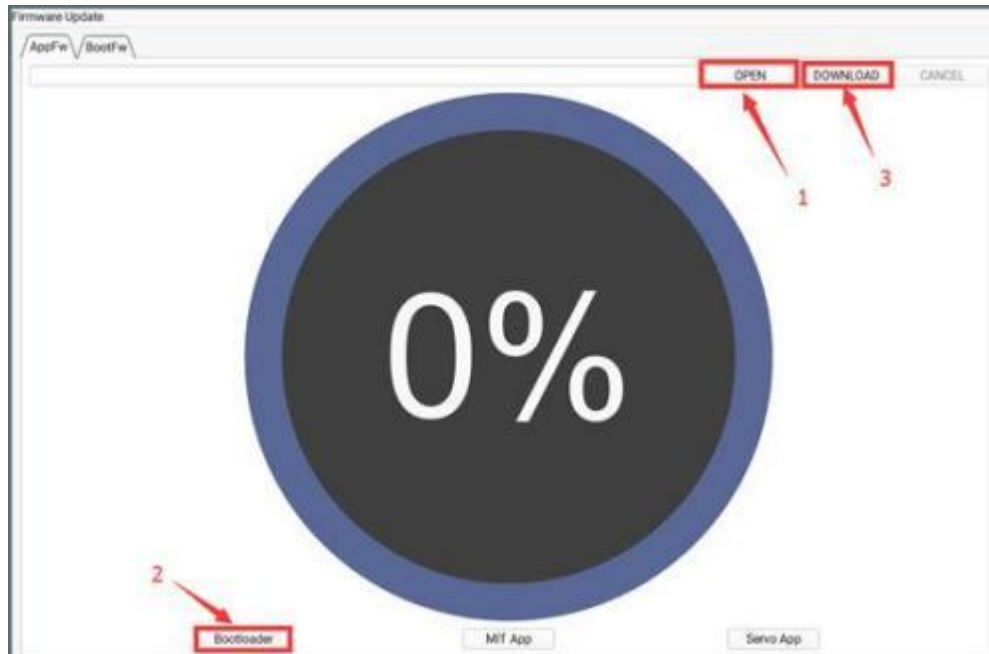 Firmware Update
AppFw BootFw
OPEN DOWNLOAD CANCEL
1
3
0%
2
Bootloader MIT App Servo App